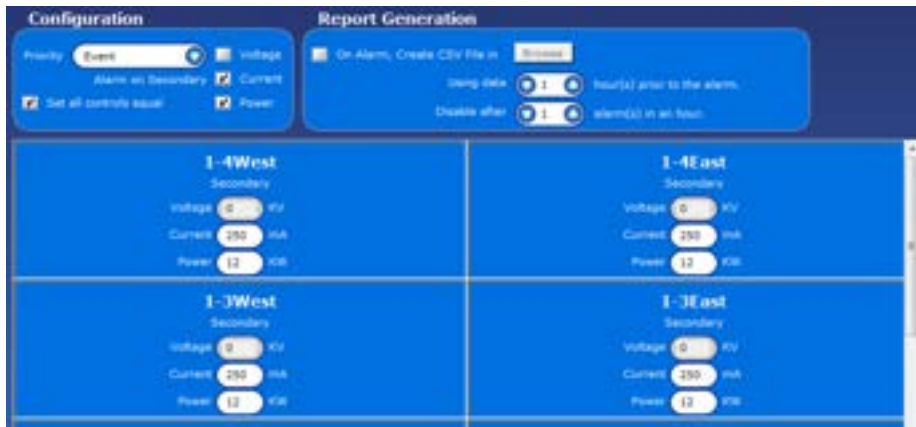 Configuration
Priority Event Voltage
Alarm on Secondary Current
Set all controls equal Power
Report Generation
On Alarm, Create CSV File in Browse
Using data 1 hour(s) prior to the alarm.
Disable after 1 alarm(s) in an hour.
1-4West
Secondary
Voltage 0 KV
Current 250 mA
Power 12 KW
1-4East
Secondary
Voltage 0 KV
Current 250 mA
Power 12 KW
1-3West
Secondary
Voltage 0 KV
Current 250 mA
Power 12 KW
1-3East
Secondary
Voltage 0 KV
Current 250 mA
Power 12 KW